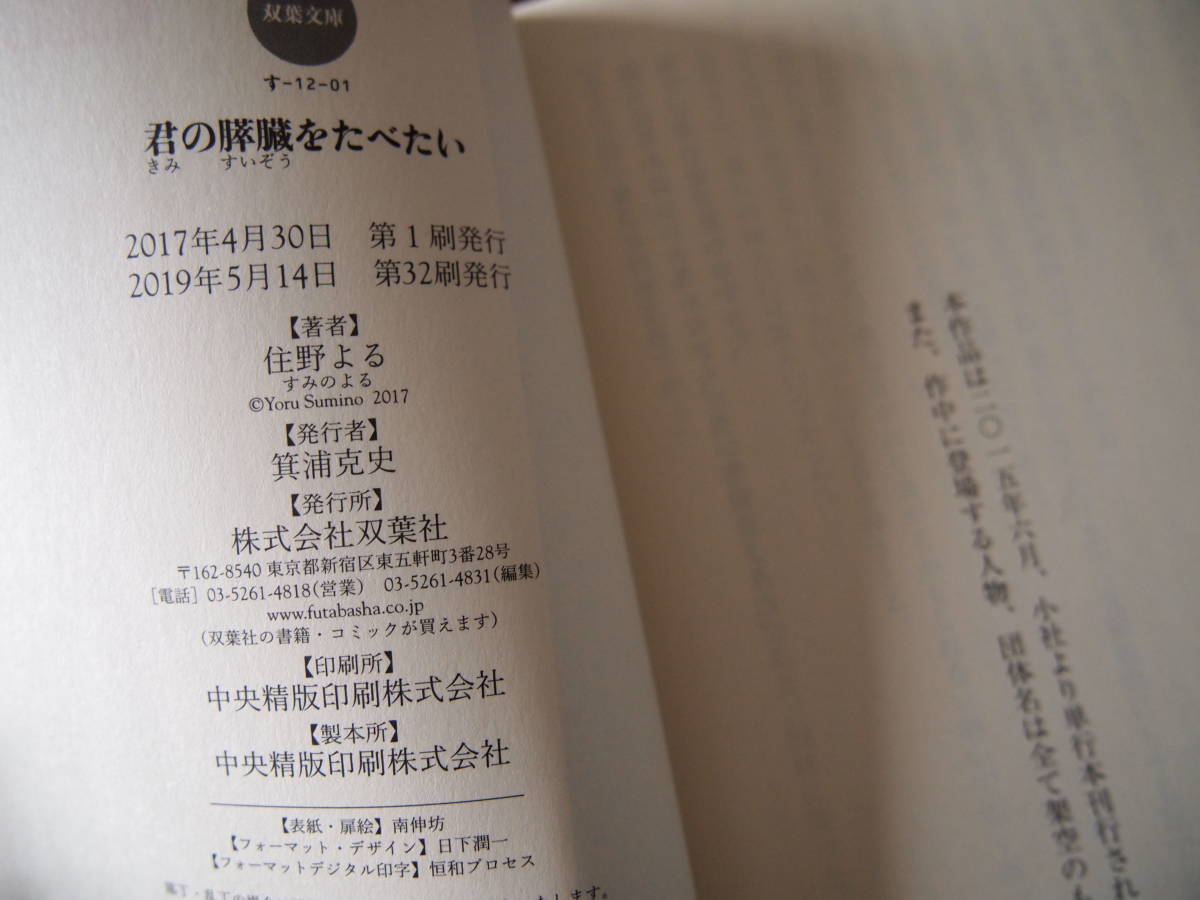 双葉文庫
す-12-01
君の膵臓をたべたい
きみ すいぞう
2017年4月30日 第1刷発行
2019年5月14日 第32刷発行
【著者】
住野よる
すみのよる
©Yoru Sumino 2017
【発行者】
箕浦克史
【発行所】
株式会社双葉社
〒162-8540 東京都新宿区東五軒町3番28号
[電話] 03-5261-4818(営業) 03-5261-4831(編集)
www.futabasha.co.jp
(双葉社の書籍・コミックが買えます)
【印刷所】
中央精版印刷株式会社
【製本所】
中央精版印刷株式会社
【表紙・扉絵】南伸坊
【フォーマット・デザイン】日下潤一
【フォーマットデジタル印字】恒和プロセス
します。
本作品は二〇一五年六月、小社より単行本刊行され
また、作中に登場する人物、団体名は全て架空のも